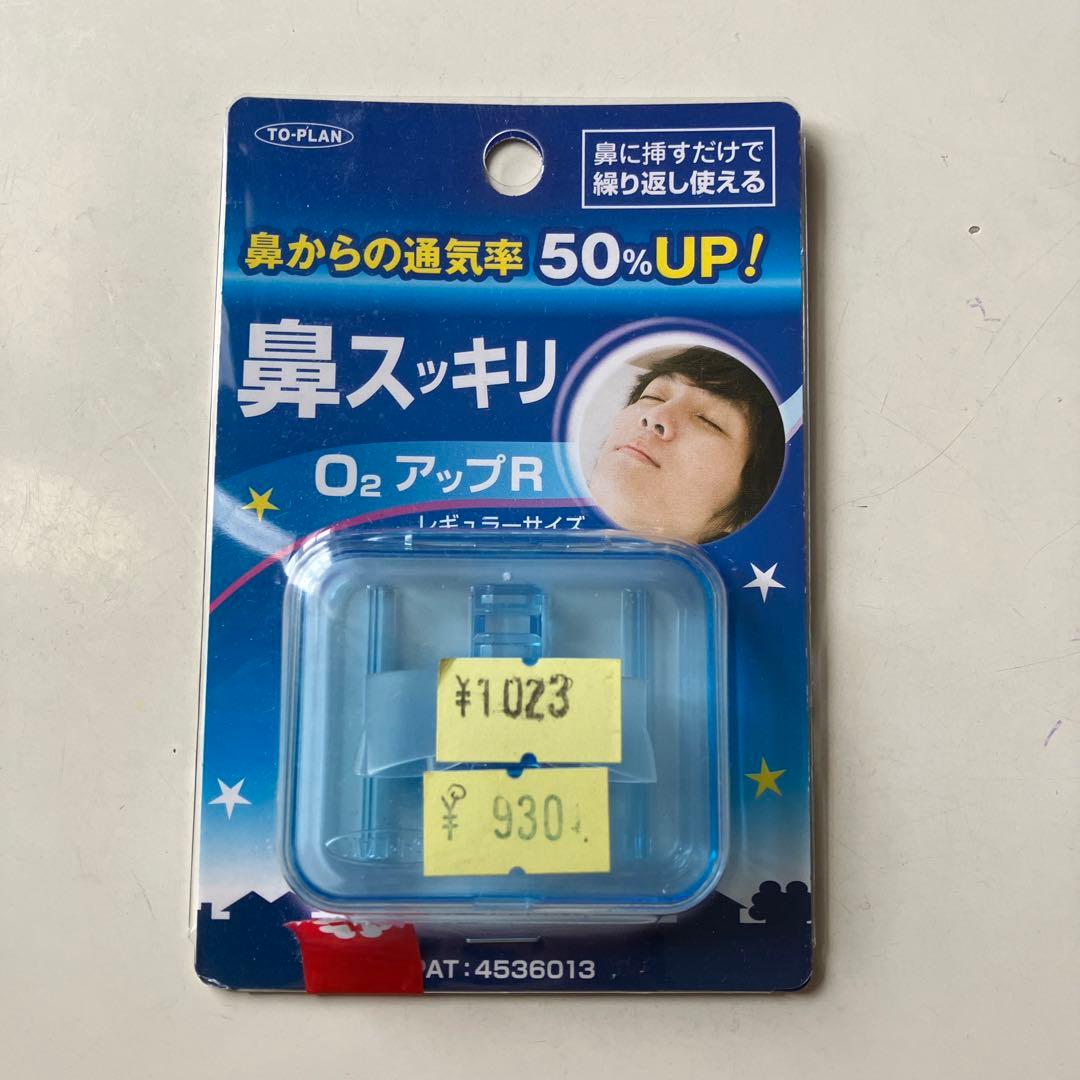 TO-PLAN
鼻に挿すだけで
繰り返し使える
鼻からの通気率 50%UP!
鼻スッキリ
O₂ アップR
レギュラーサイズ
¥1023
¥ 930
PAT:4536013